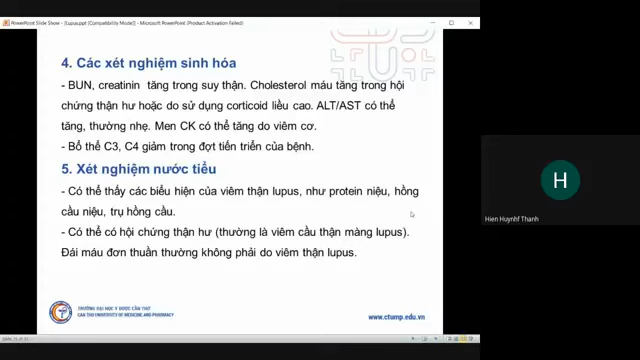 PowerPoint Slide Show - [Lupus.ppt [Compatibility Mode]] - Microsoft PowerPoint (Product Activation Failed)
4. Các xét nghiệm sinh hóa
- BUN, creatinin tăng trong suy thận. Cholesterol máu tăng trong hội
chứng thận hư hoặc do sử dụng corticoid liều cao. ALT/AST có thể
tăng, thường nhẹ. Men CK có thể tăng do viêm cơ.
- Bổ thể C3, C4 giảm trong đợt tiến triển của bệnh.
5. Xét nghiệm nước tiểu
- Có thể thấy các biểu hiện của viêm thận lupus, như protein niệu, hồng
cầu niệu, trụ hồng cầu.
- Có thể có hội chứng thận hư (thường là viêm cầu thận màng lupus).
Đái máu đơn thuần thường không phải do viêm thận lupus.
H
Hien Huynhf Thanh
TRƯỜNG ĐẠI HỌC Y DƯỢC CẦN THƠ
CAN THO UNIVERSITY OF MEDICINE AND PHARMACY
www.ctump.edu.vn